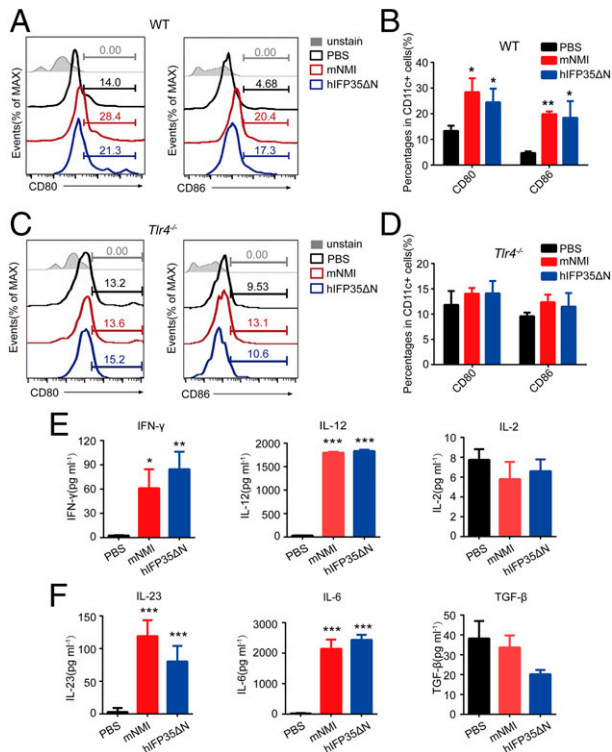 A
WT
Events(% of MAX)
0.00
14.0
28.4
21.3
CD80
0.00
4.68
20.4
17.3
CD86
unstain
PBS
mNMI
hIFP35ΔN
B
WT
PBS
mNMI
hIFP35ΔN
Percentages in CD11c+ cells(%)
40
30
20
10
0
* *
** *
CD80
CD86
C
Tlr4-/-
Events(% of MAX)
0.00
13.2
13.6
15.2
CD80
0.00
9.53
13.1
10.6
CD86
unstain
PBS
mNMI
hIFP35ΔN
D
Tlr4-/-
PBS
mNMI
hIFP35ΔN
Percentages in CD11c+ cells(%)
25
20
15
10
5
0
CD80
CD86
E
IFN-γ
IFN-γ(pg ml-1)
120
90
60
30
0
* **
PBS
mNMI
hIFP35ΔN
IL-12
IL-12(pg ml-1)
2000
1500
1000
500
0
*** ***
PBS
mNMI
hIFP35ΔN
IL-2
IL-2(pg ml-1)
10
8
6
4
2
0
PBS
mNMI
hIFP35ΔN
F
IL-23
IL-23(pg ml-1)
150
100
50
0
*** ***
PBS
mNMI
hIFP35ΔN
IL-6
IL-6(pg ml-1)
3000
2000
1000
0
*** ***
PBS
mNMI
hIFP35ΔN
TGF-β
TGF-β(pg ml-1)
50
40
30
20
10
0
PBS
mNMI
hIFP35ΔN